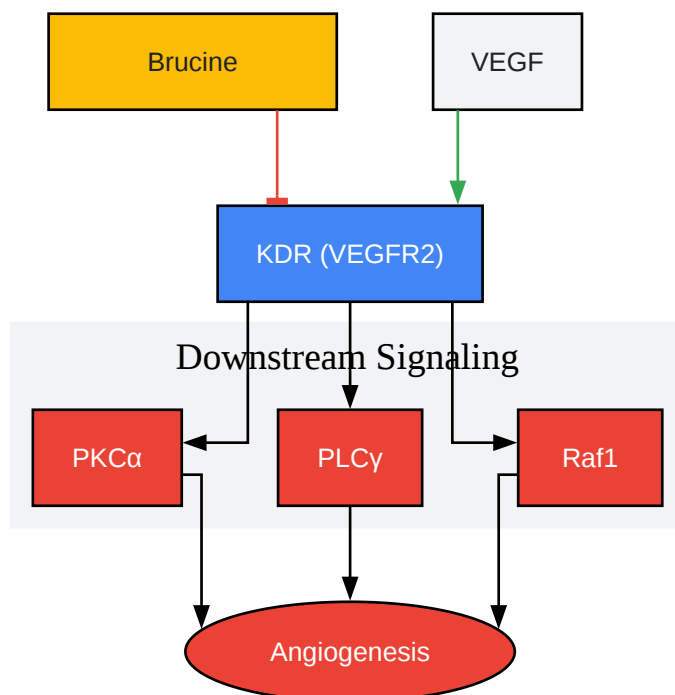 Brucine
VEGF
KDR (VEGFR2)
Downstream Signaling
PKCα
PLCγ
Raf1
Angiogenesis